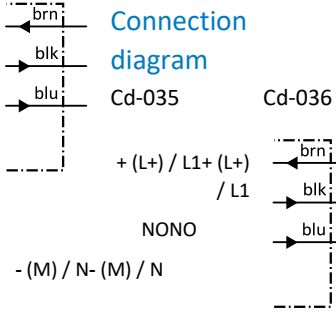 brn
Connection
blk
diagram
blu
Cd-035 Cd-036
brn
+ (L+) / L1+ (L+)
/ L1
blk
NONO
blu
- (M) / N- (M) / N